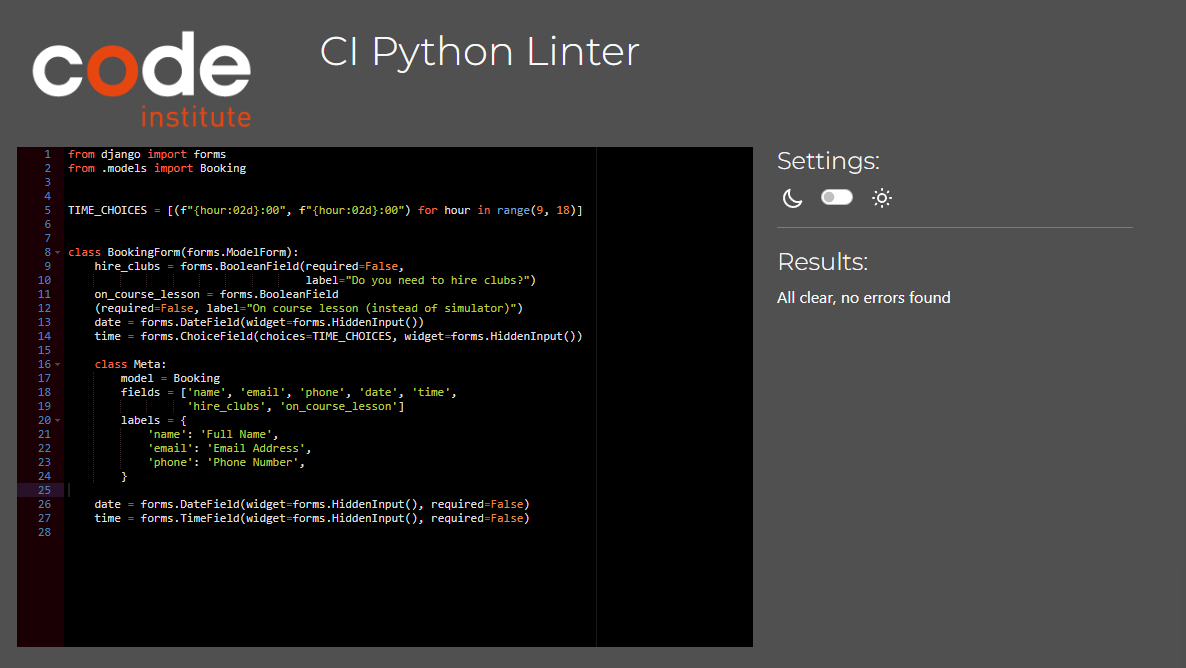 code
institute
CI Python Linter
1 from django import forms
2 from .models import Booking
3
4
5 TIME_CHOICES = [(f"{hour:02d}:00", f"{hour:02d}:00") for hour in range(9, 18)]
6
7
8 class BookingForm(forms.ModelForm):
9     hire_clubs = forms.BooleanField(required=False,
10                                     label="Do you need to hire clubs?")
11     on_course_lesson = forms.BooleanField
12     (required=False, label="On course lesson (instead of simulator)")
13     date = forms.DateField(widget=forms.HiddenInput())
14     time = forms.ChoiceField(choices=TIME_CHOICES, widget=forms.HiddenInput())
15
16     class Meta:
17         model = Booking
18         fields = ['name', 'email', 'phone', 'date', 'time',
19                   'hire_clubs', 'on_course_lesson']
20         labels = {
21             'name': 'Full Name',
22             'email': 'Email Address',
23             'phone': 'Phone Number',
24         }
25
26     date = forms.DateField(widget=forms.HiddenInput(), required=False)
27     time = forms.TimeField(widget=forms.HiddenInput(), required=False)
28
Settings:
Results:
All clear, no errors found